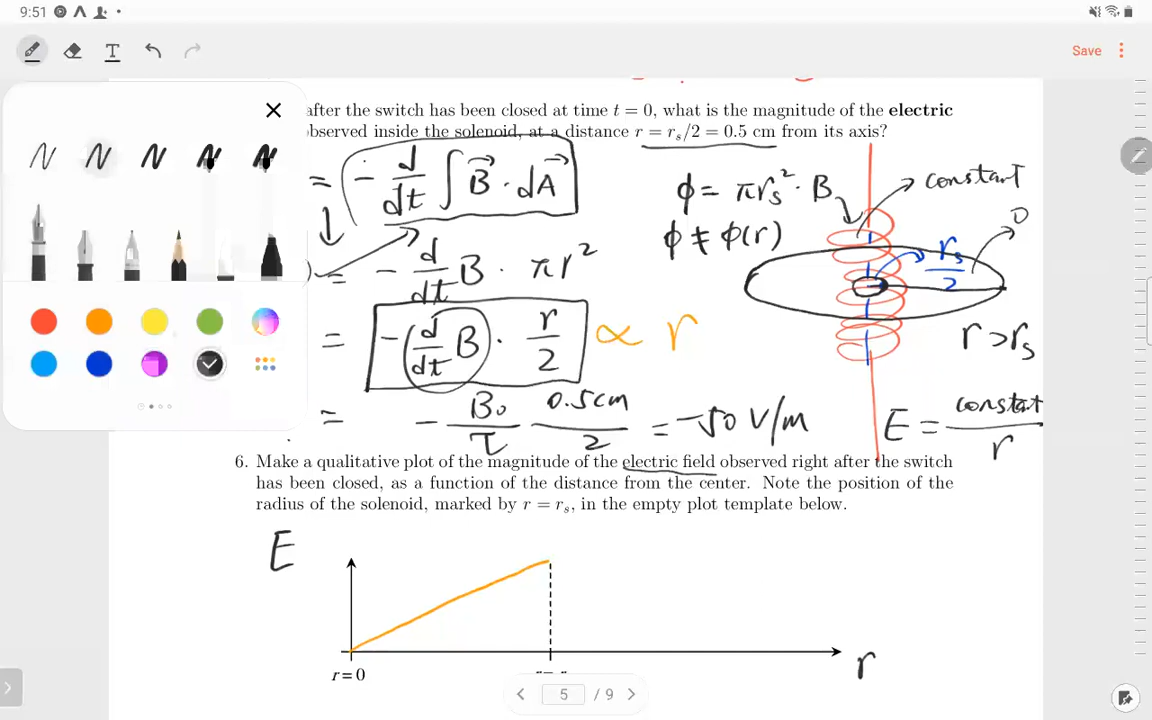 9:51
Save
after the switch has been closed at time t = 0, what is the magnitude of the electric
observed inside the solenoid, at a distance r = r_s/2 = 0.5 cm from its axis?
= - d/dt ∫ B⃗ · dA⃗
ϕ = πr_s² · B
constant
ϕ ≠ ϕ(r)
0
) = - d/dt B · πr²
r_s/2
= -(d/dt B) · r/2 ∝ r
r > r_s
= - B₀/τ 0.5cm/2 = -50 V/m
E = constant/r
6. Make a qualitative plot of the magnitude of the electric field observed right after the switch
has been closed, as a function of the distance from the center. Note the position of the
radius of the solenoid, marked by r = r_s, in the empty plot template below.
E
r
r = 0
5 / 9